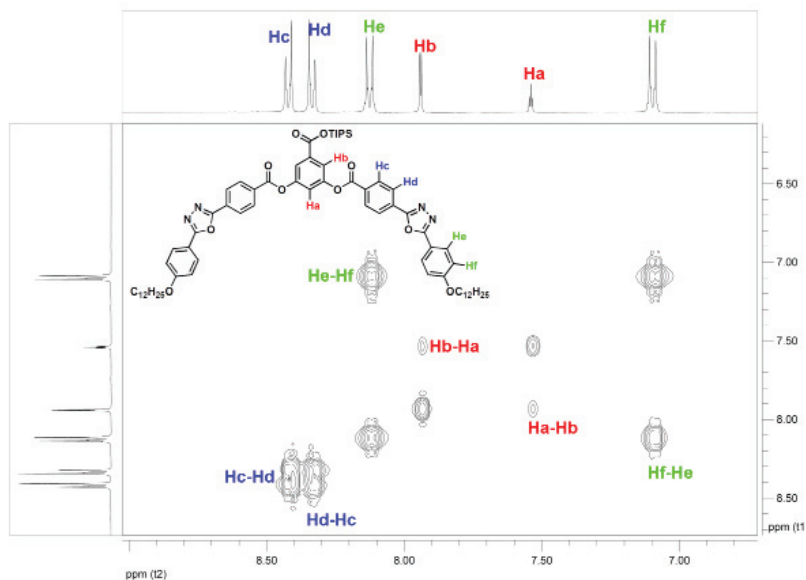 Hc Hd He Hb Ha Hf
O OTIPS
Hb
O O Hc
Hd
O O
Ha
N N N N
O O
He
Hf
C12H25 O O C12H25
He-Hf
Hb-Ha
Ha-Hb
Hc-Hd
Hf-He
Hd-Hc
6.50
7.00
7.50
8.00
8.50
ppm (t1
8.50 8.00 7.50 7.00
ppm (t2)